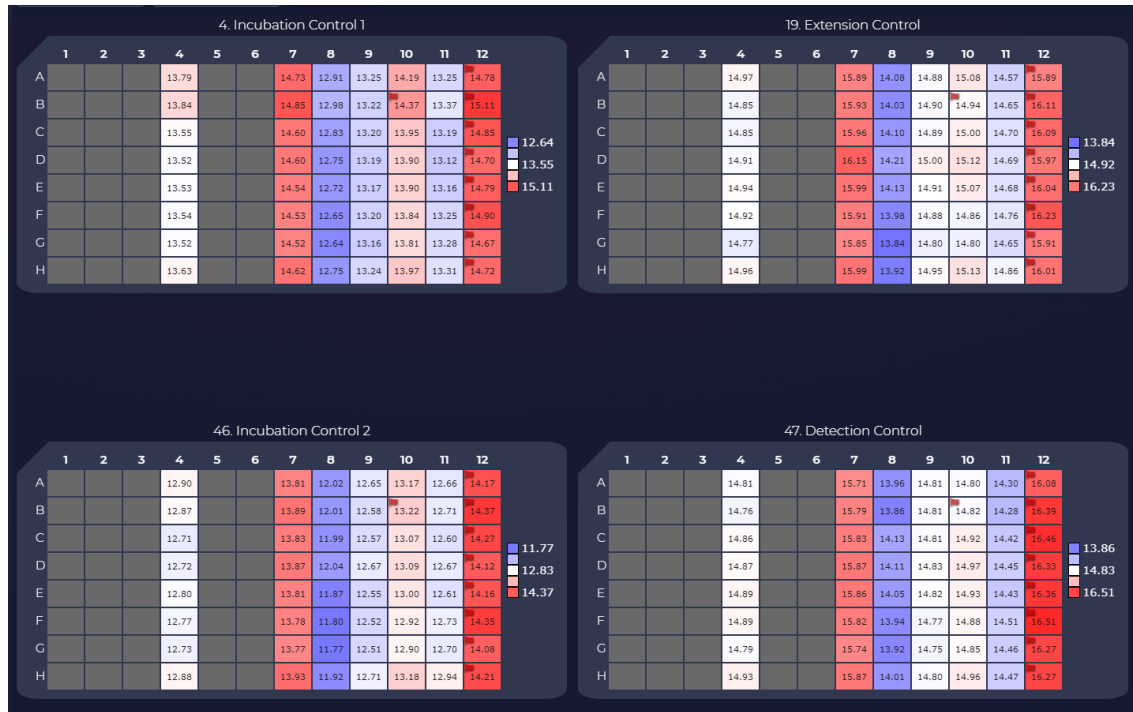 4. Incubation Control 1
1 2 3 4 5 6 7 8 9 10 11 12
A 13.79 14.73 12.91 13.25 14.19 13.25 14.78
B 13.84 14.85 12.98 13.22 14.37 13.37 15.11
C 13.55 14.60 12.83 13.20 13.95 13.19 14.85
D 13.52 14.60 12.75 13.19 13.90 13.12 14.70
E 13.53 14.54 12.72 13.17 13.90 13.16 14.79
F 13.54 14.53 12.65 13.20 13.84 13.25 14.90
G 13.52 14.52 12.64 13.16 13.81 13.28 14.67
H 13.63 14.62 12.75 13.24 13.97 13.31 14.72
12.64
13.55
15.11
19. Extension Control
1 2 3 4 5 6 7 8 9 10 11 12
A 14.97 15.89 14.08 14.88 15.08 14.57 15.89
B 14.85 15.93 14.03 14.90 14.94 14.65 16.11
C 14.85 15.96 14.10 14.89 15.00 14.70 16.09
D 14.91 16.15 14.21 15.00 15.12 14.69 15.97
E 14.94 15.99 14.13 14.91 15.07 14.68 16.04
F 14.92 15.91 13.98 14.88 14.86 14.76 16.23
G 14.77 15.85 13.84 14.80 14.80 14.65 15.91
H 14.96 15.99 13.92 14.95 15.13 14.86 16.01
13.84
14.92
16.23
46. Incubation Control 2
1 2 3 4 5 6 7 8 9 10 11 12
A 12.90 13.81 12.02 12.65 13.17 12.66 14.17
B 12.87 13.89 12.01 12.58 13.22 12.71 14.37
C 12.71 13.83 11.99 12.57 13.07 12.60 14.27
D 12.72 13.87 12.04 12.67 13.09 12.67 14.12
E 12.80 13.81 11.87 12.55 13.00 12.61 14.16
F 12.77 13.78 11.80 12.52 12.92 12.73 14.35
G 12.73 13.77 11.77 12.51 12.90 12.70 14.08
H 12.88 13.93 11.92 12.71 13.18 12.94 14.21
11.77
12.83
14.37
47. Detection Control
1 2 3 4 5 6 7 8 9 10 11 12
A 14.81 15.71 13.96 14.81 14.80 14.30 16.08
B 14.76 15.79 13.86 14.81 14.82 14.28 16.39
C 14.86 15.83 14.13 14.81 14.92 14.42 16.46
D 14.87 15.87 14.11 14.83 14.97 14.45 16.33
E 14.89 15.86 14.05 14.82 14.93 14.43 16.36
F 14.89 15.82 13.94 14.77 14.88 14.51 16.51
G 14.79 15.74 13.92 14.75 14.85 14.46 16.27
H 14.93 15.87 14.01 14.80 14.96 14.47 16.27
13.86
14.83
16.51